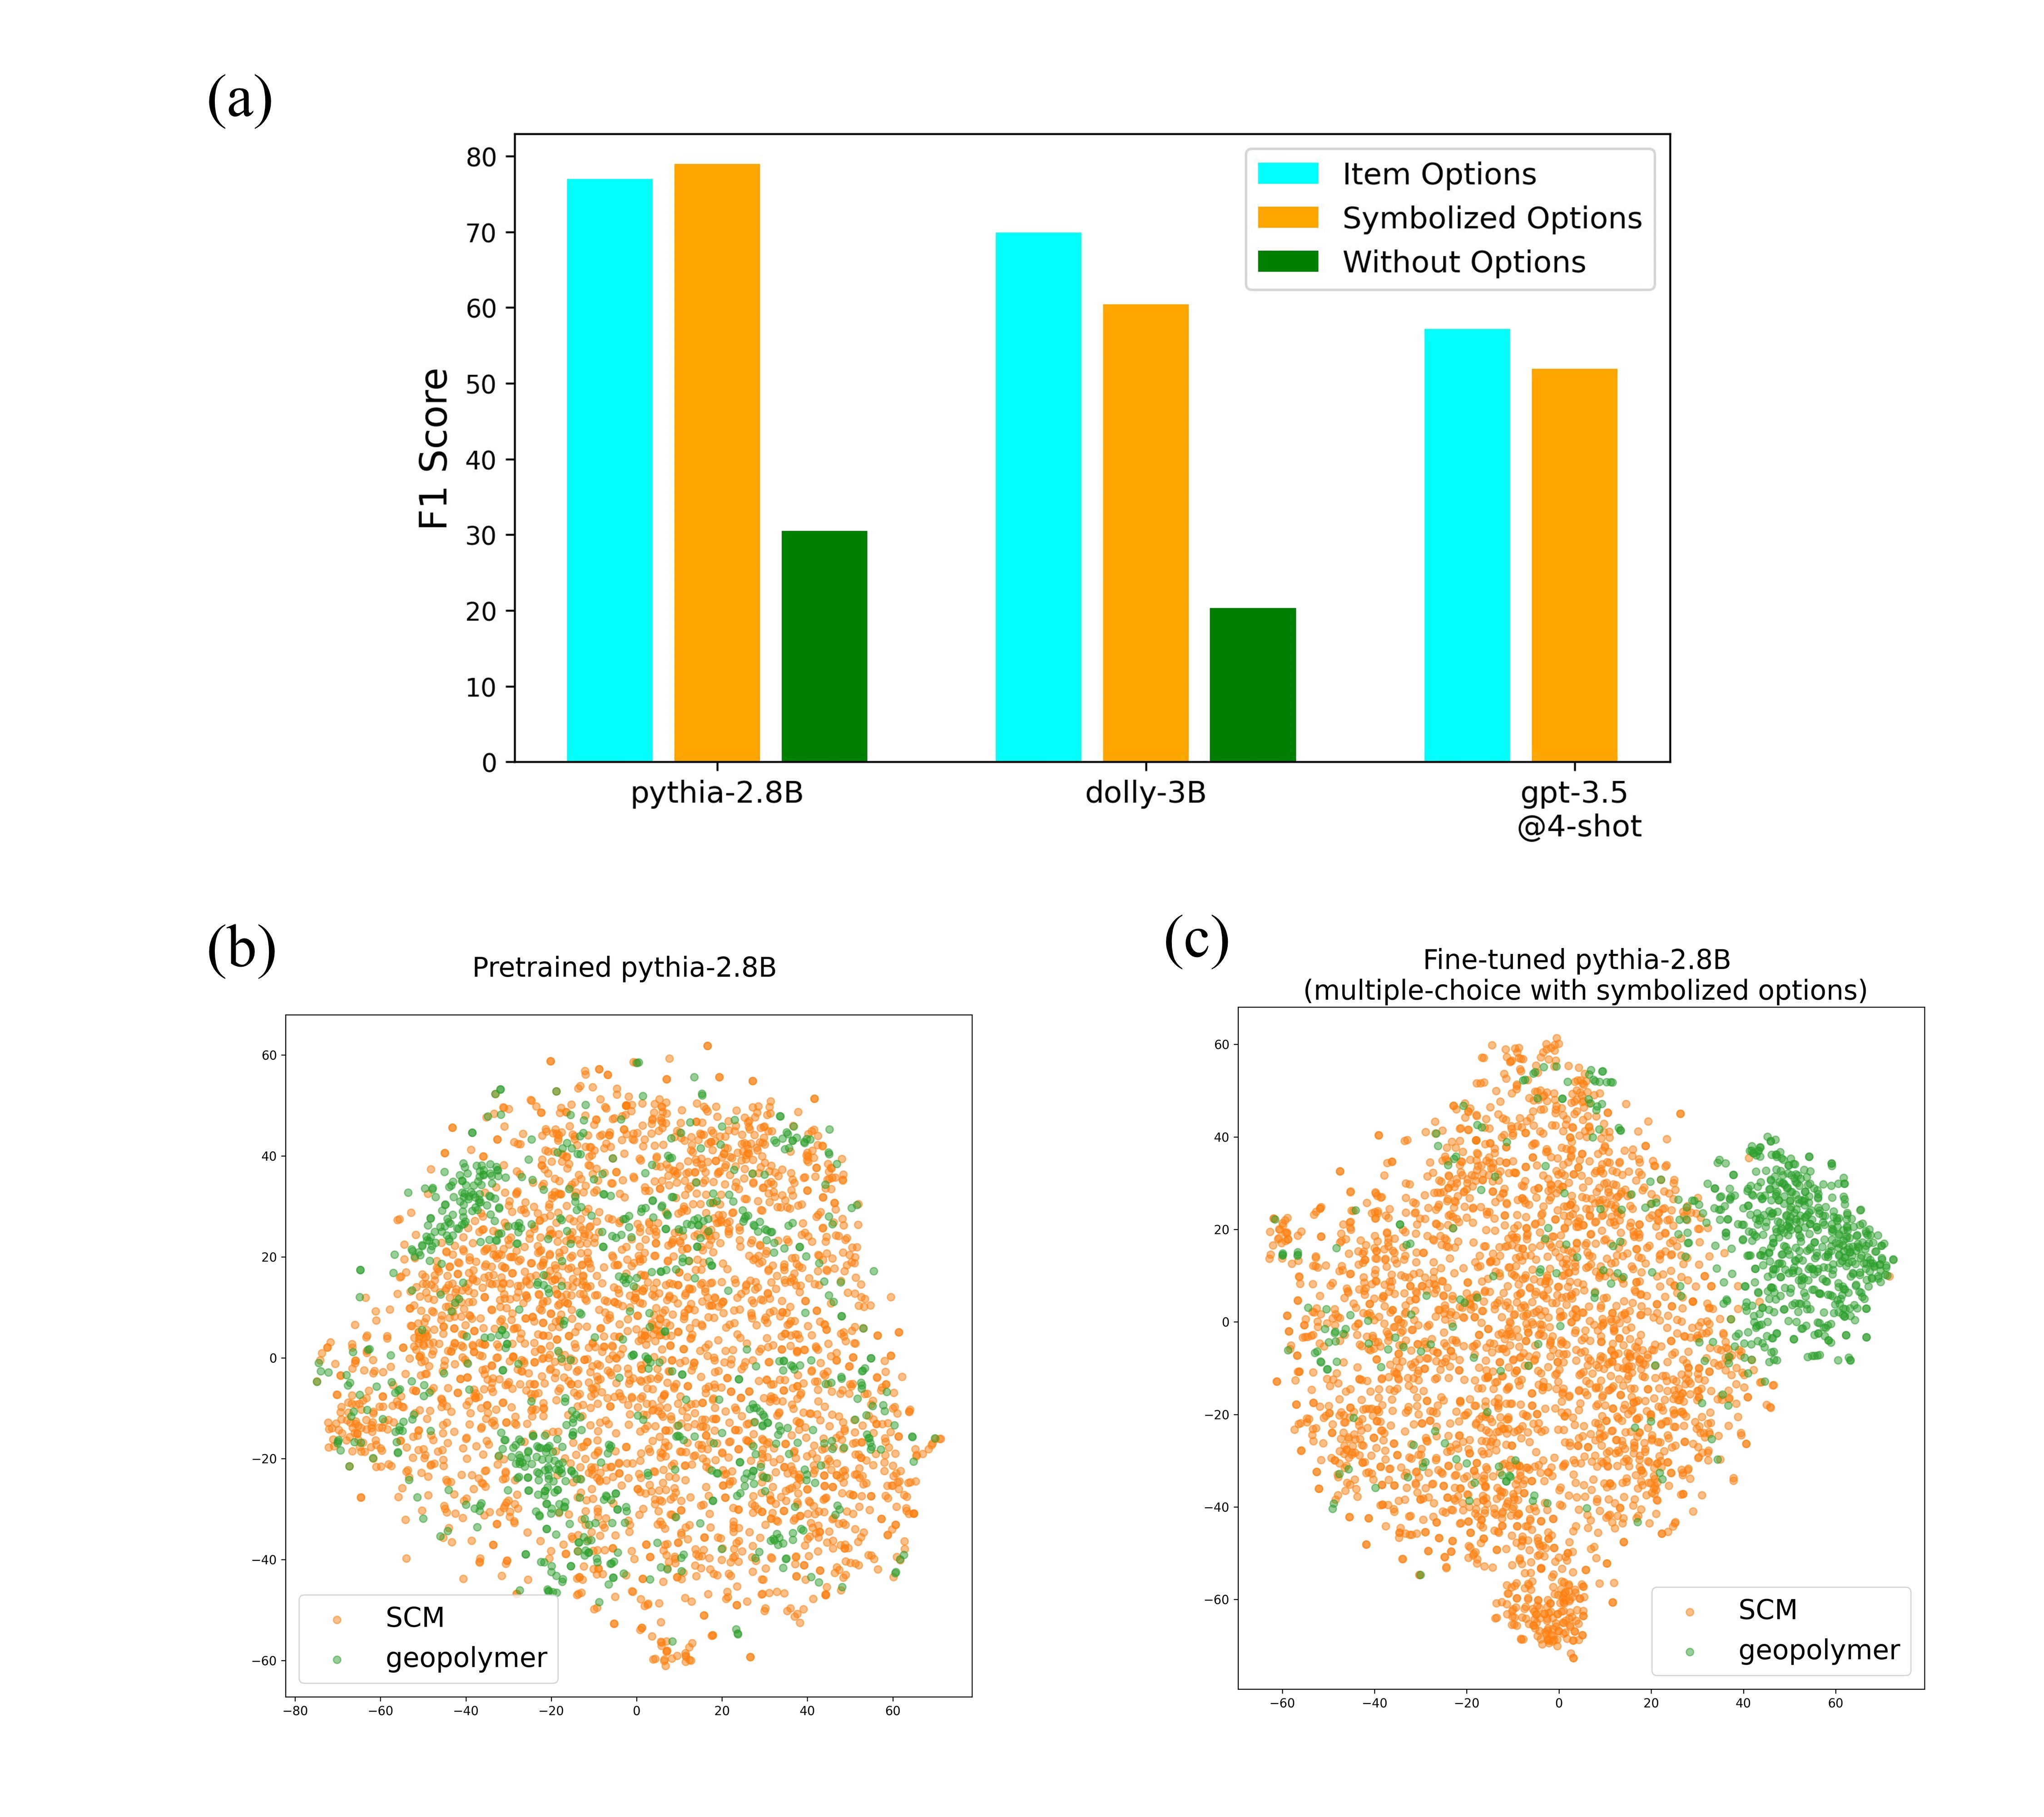 (a)
80
70
60
50
40
30
20
10
0
F1 Score
Item Options
Symbolized Options
Without Options
pythia-2.8B
dolly-3B
gpt-3.5
@4-shot
(b)
Pretrained pythia-2.8B
60
40
20
0
−20
−40
−60
SCM
geopolymer
−80 −60 −40 −20 0 20 40 60
(c)
Fine-tuned pythia-2.8B
(multiple-choice with symbolized options)
60
40
20
0
−20
−40
−60
SCM
geopolymer
−60 −40 −20 0 20 40 60